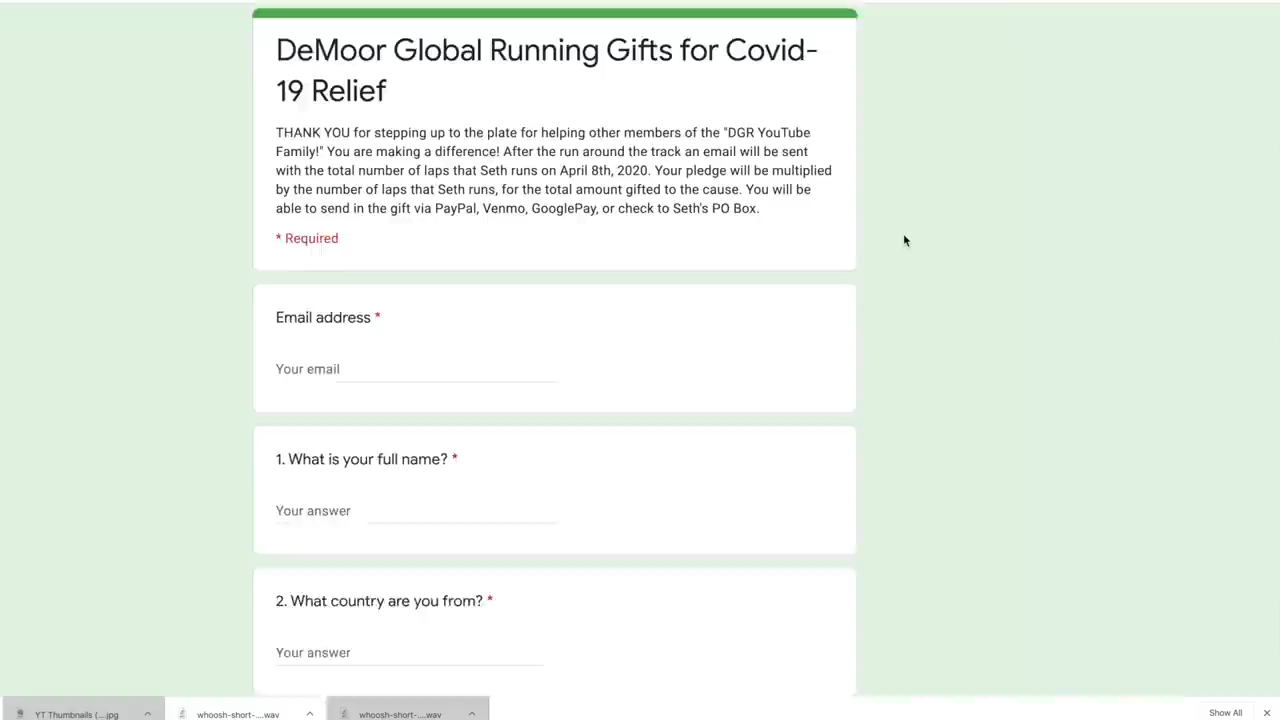 DeMoor Global Running Gifts for Covid-
19 Relief
THANK YOU for stepping up to the plate for helping other members of the "DGR YouTube
Family!" You are making a difference! After the run around the track an email will be sent
with the total number of laps that Seth runs on April 8th, 2020. Your pledge will be multiplied
by the number of laps that Seth runs, for the total amount gifted to the cause. You will be
able to send in the gift via PayPal, Venmo, GooglePay, or check to Seth's PO Box.
* Required
Email address *
Your email
1. What is your full name? *
Your answer
2. What country are you from? *
Your answer
YT Thumbnails (....jpg
whoosh-short-....wav
whoosh-short-....wav
Show All